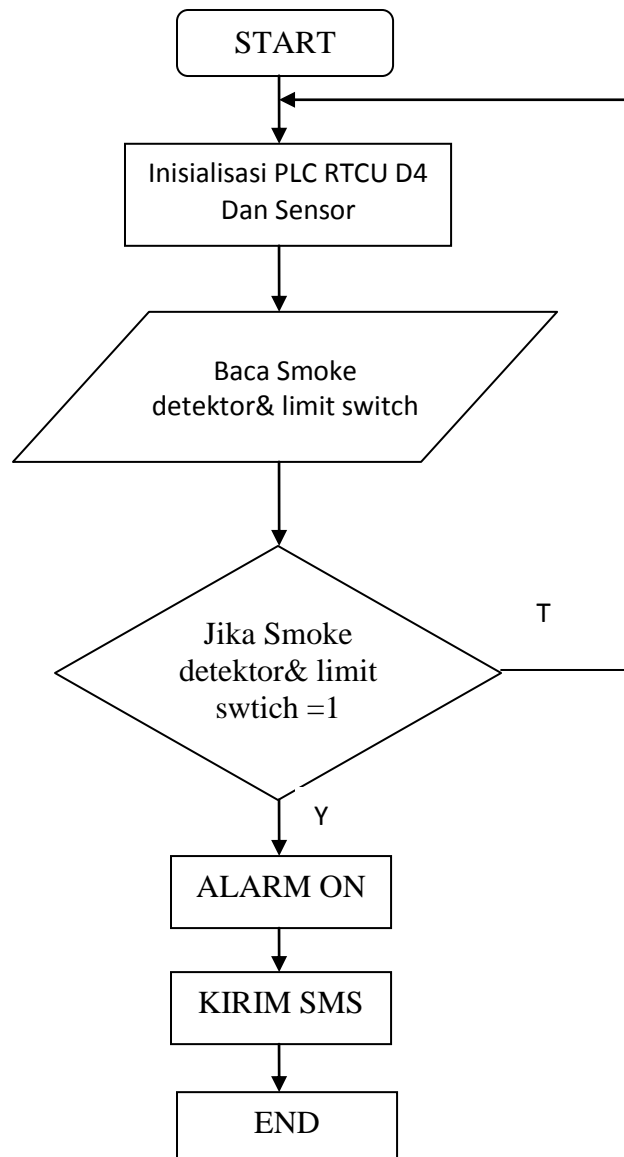 START
Inisialisasi PLC RTCU D4
Dan Sensor
Baca Smoke
detektor& limit switch
Jika Smoke
detektor& limit
swtich =1
T
Y
ALARM ON
KIRIM SMS
END